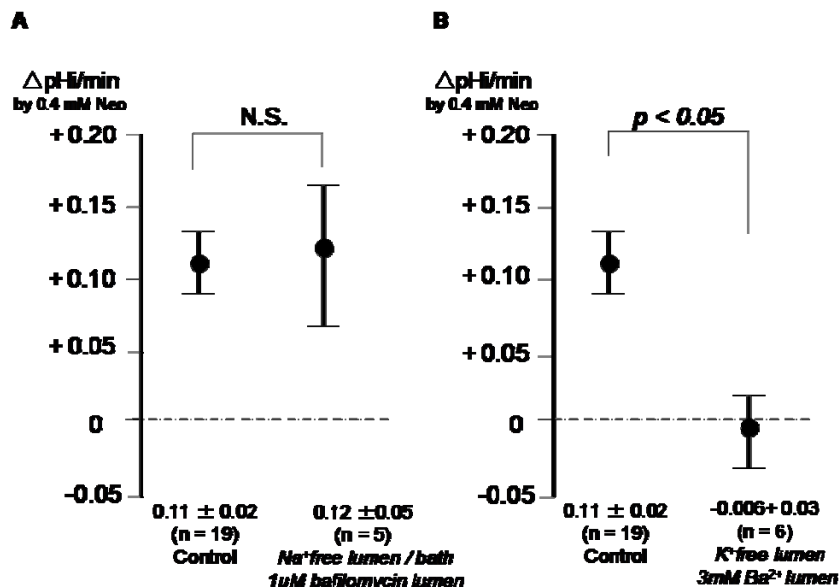 A
△pHi/min
by 0.4 mM Neo
N.S.
+ 0.20
+ 0.15
+ 0.10
+ 0.05
0
-0.05
0.11 ± 0.02
(n = 19)
Control
0.12 ±0.05
(n = 5)
Na⁺free lumen / bath
1uM bafilomycin lumen
B
△pHi/min
by 0.4 mM Neo
p < 0.05
+ 0.20
+ 0.15
+ 0.10
+ 0.05
0
-0.05
0.11 ± 0.02
(n = 19)
Control
-0.006+ 0.03
(n = 6)
K⁺free lumen
3mM Ba²⁺ lumen